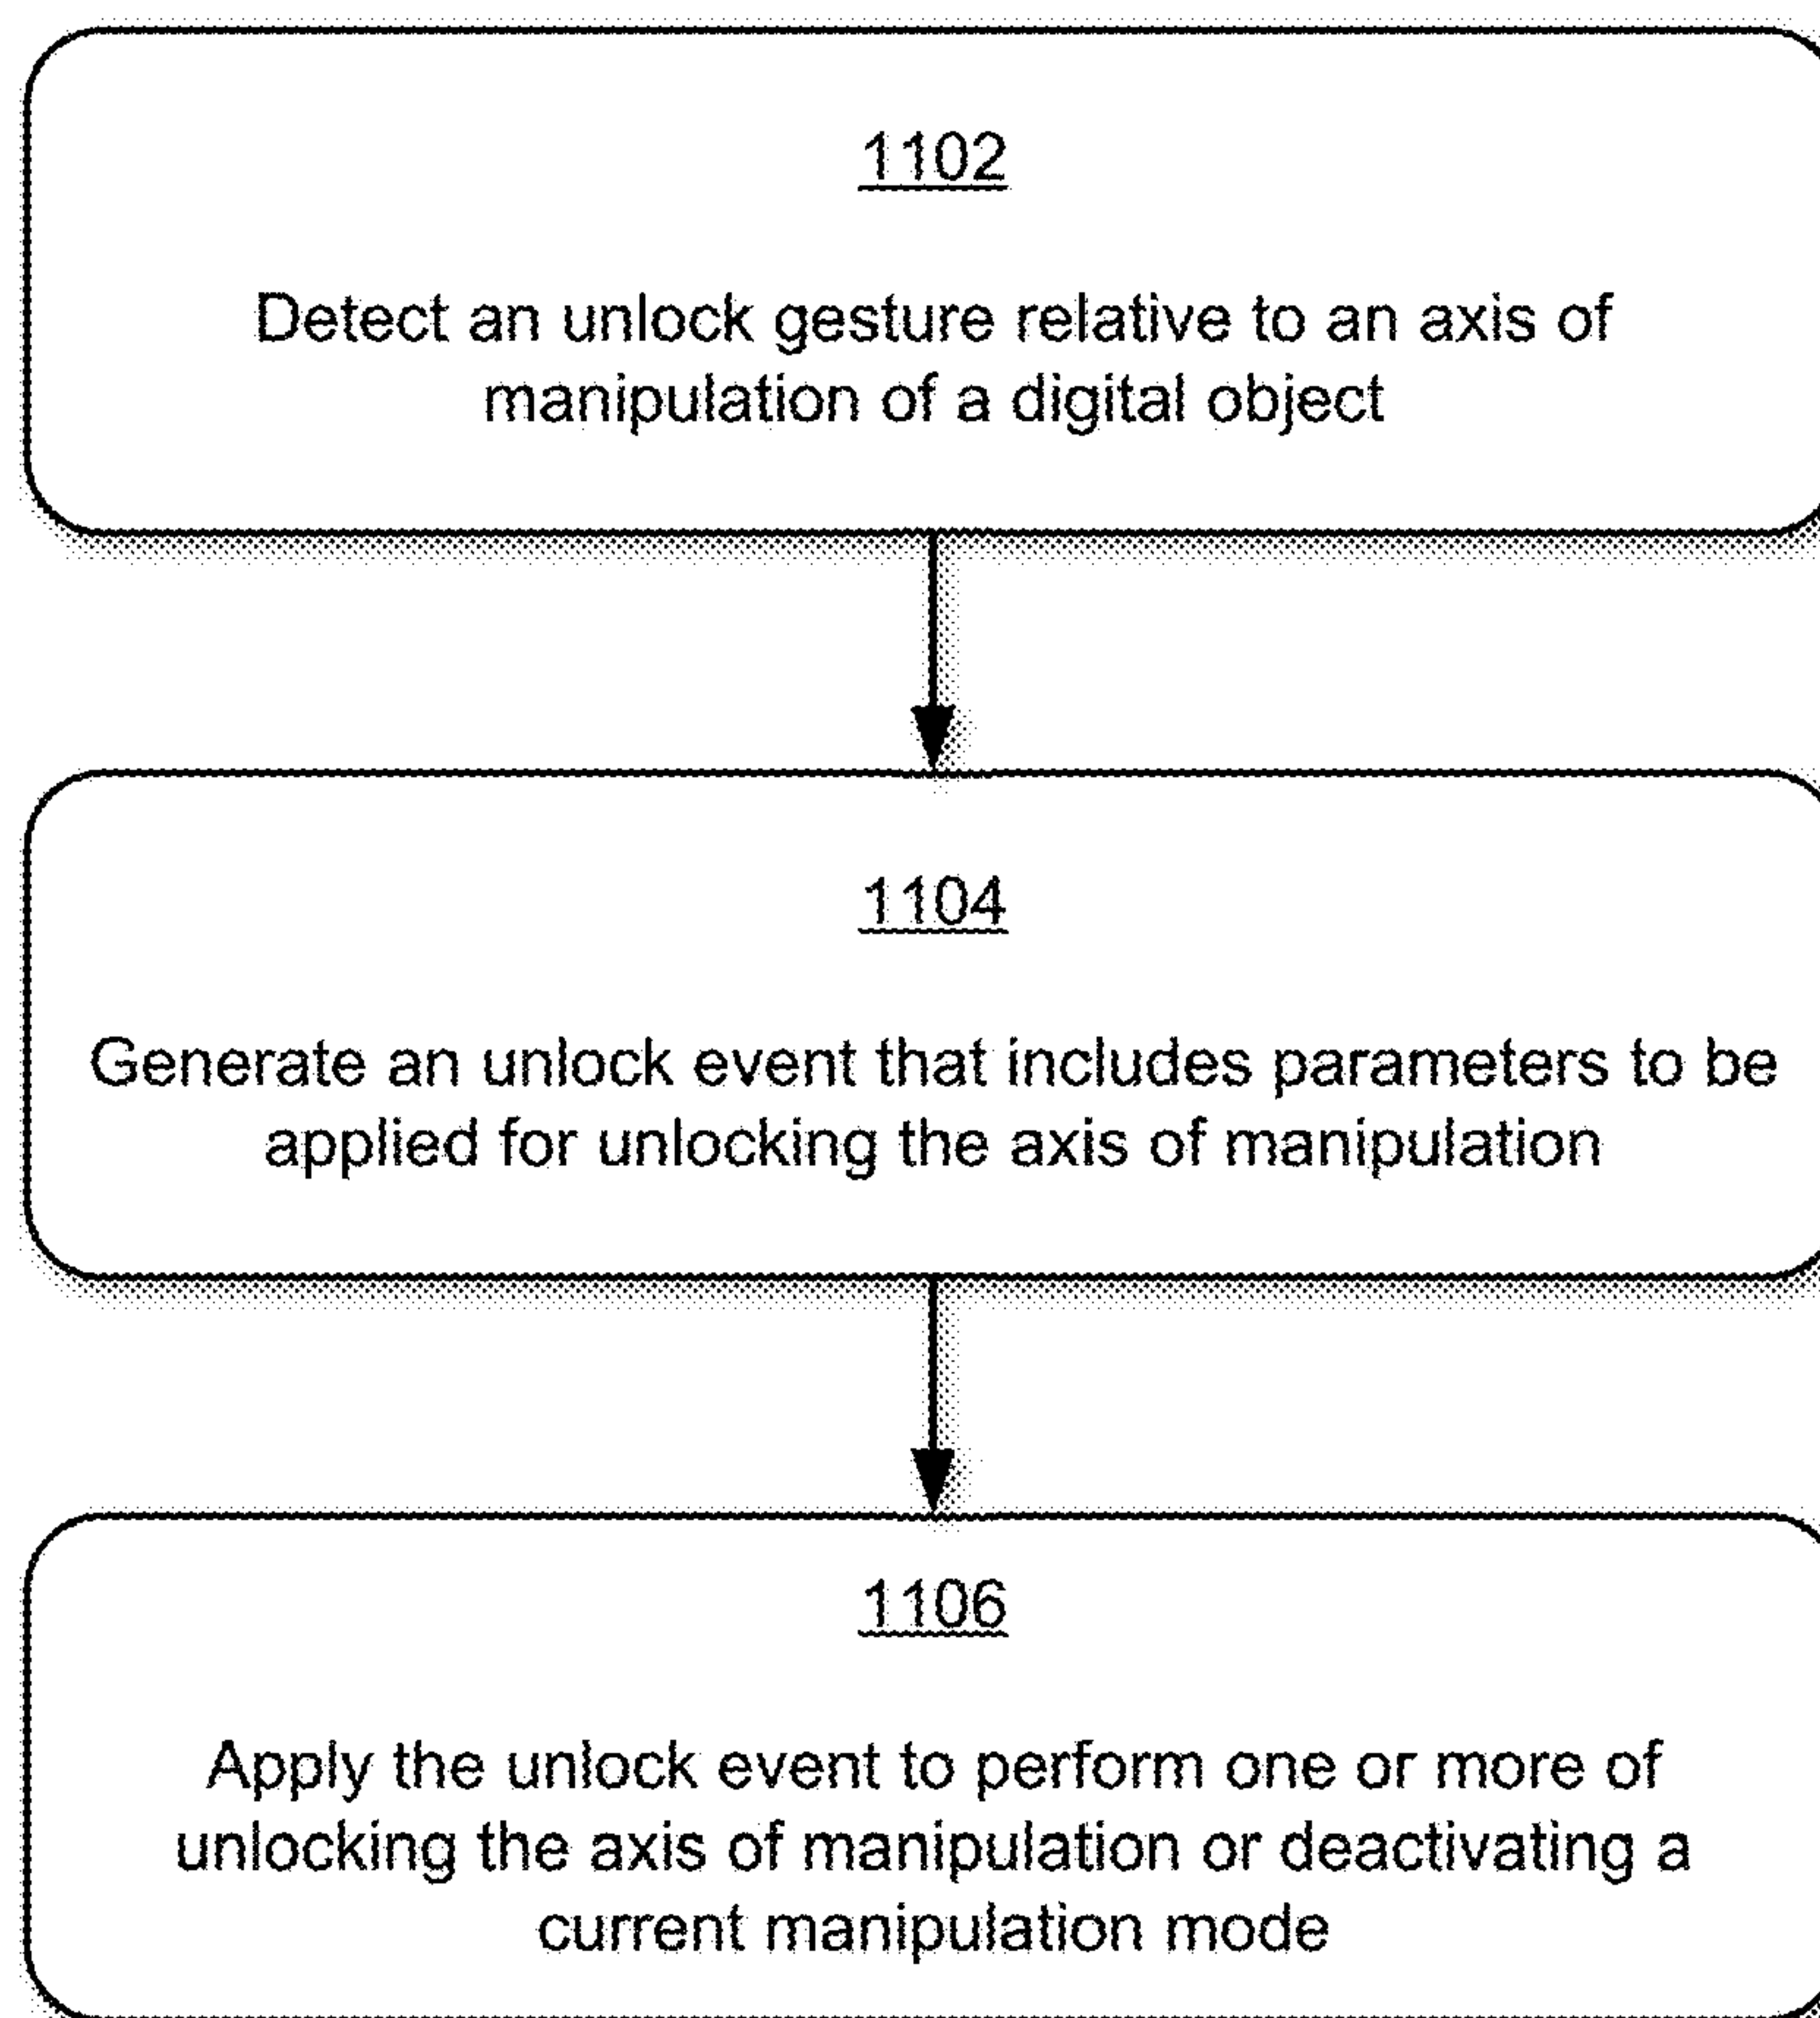 1102
Detect an unlock gesture relative to an axis of
manipulation of a digital object
1104
Generate an unlock event that includes parameters to be
applied for unlocking the axis of manipulation
1106
Apply the unlock event to perform one or more of
unlocking the axis of manipulation or deactivating a
current manipulation mode